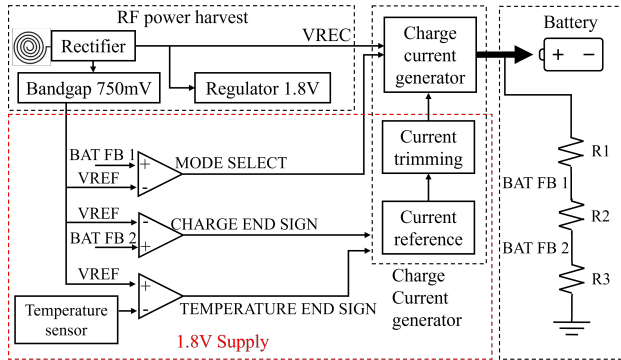 RF power harvest
Rectifier
VREC
Bandgap 750mV
Regulator 1.8V
Charge
current
generator
Battery
+ −
BAT FB 1
VREF
+
-
MODE SELECT
Current
trimming
VREF
BAT FB 2
-
+
CHARGE END SIGN
Current
reference
VREF
+
-
TEMPERATURE END SIGN
Temperature
sensor
Charge
Current
generator
1.8V Supply
R1
BAT FB 1
R2
BAT FB 2
R3